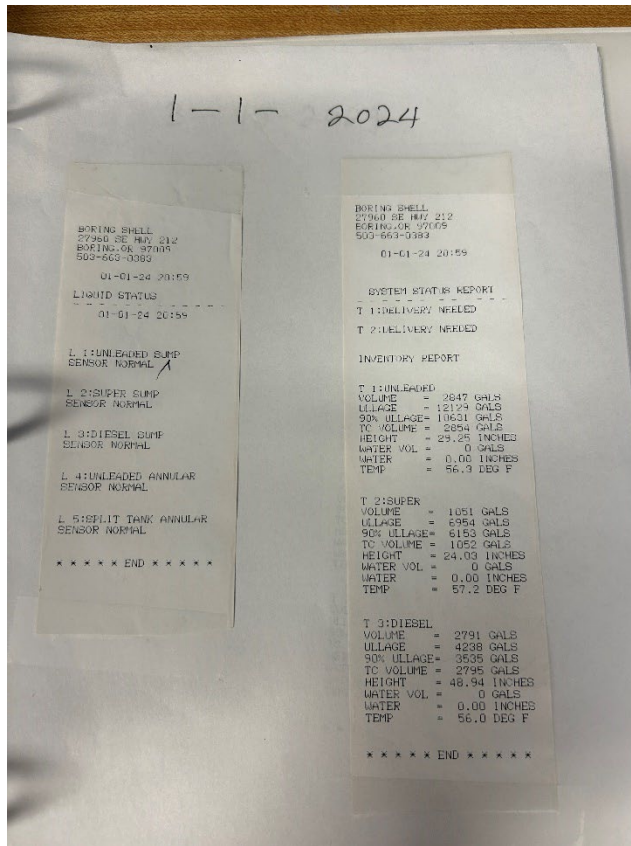 1-1- 2024
BORING SHELL
27960 SE HWY 212
BORING,OR 97009
503-663-0383
01-01-24 20:59
LIQUID STATUS
- - - - - - - - - - - -
01-01-24 20:59
L 1:UNLEADED SUMP
SENSOR NORMAL
L 2:SUPER SUMP
SENSOR NORMAL
L 3:DIESEL SUMP
SENSOR NORMAL
L 4:UNLEADED ANNULAR
SENSOR NORMAL
L 5:SPLIT TANK ANNULAR
SENSOR NORMAL
* * * * * END * * * * *
BORING SHELL
27960 SE HWY 212
BORING,OR 97009
503-663-0383
01-01-24 20:59
SYSTEM STATUS REPORT
- - - - - - - - - - - -
T 1:DELIVERY NEEDED
T 2:DELIVERY NEEDED
INVENTORY REPORT
T 1:UNLEADED
VOLUME = 2847 GALS
ULLAGE = 12129 GALS
90% ULLAGE= 10631 GALS
TC VOLUME = 2854 GALS
HEIGHT = 29.25 INCHES
WATER VOL = 0 GALS
WATER = 0.00 INCHES
TEMP = 56.3 DEG F
T 2:SUPER
VOLUME = 1051 GALS
ULLAGE = 6954 GALS
90% ULLAGE= 6153 GALS
TC VOLUME = 1052 GALS
HEIGHT = 24.03 INCHES
WATER VOL = 0 GALS
WATER = 0.00 INCHES
TEMP = 57.2 DEG F
T 3:DIESEL
VOLUME = 2791 GALS
ULLAGE = 4238 GALS
90% ULLAGE= 3535 GALS
TC VOLUME = 2795 GALS
HEIGHT = 48.94 INCHES
WATER VOL = 0 GALS
WATER = 0.00 INCHES
TEMP = 56.0 DEG F
* * * * * END * * * * *